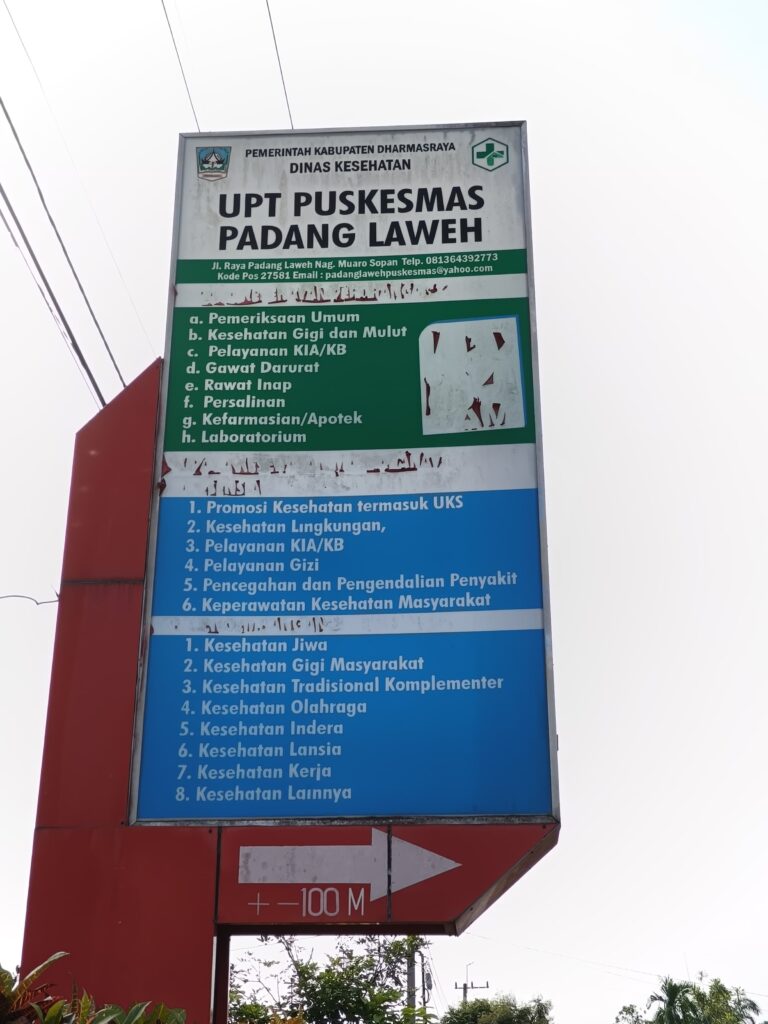 PEMERINTAH KABUPATEN DHARMASRAYA
DINAS KESEHATAN
UPT PUSKESMAS
PADANG LAWEH
Jl. Raya Padang Laweh Nag. Muaro Sopan Telp. 081364392773
Kode Pos 27581 Email : padanglawehpuskesmas@yahoo.com
a. Pemeriksaan Umum
b. Kesehatan Gigi dan Mulut
c. Pelayanan KIA/KB
d. Gawat Darurat
e. Rawat Inap
f. Persalinan
g. Kefarmasian/Apotek
h. Laboratorium
1. Promosi Kesehatan termasuk UKS
2. Kesehatan Lingkungan,
3. Pelayanan KIA/KB
4. Pelayanan Gizi
5. Pencegahan dan Pengendalian Penyakit
6. Keperawatan Kesehatan Masyarakat
1. Kesehatan Jiwa
2. Kesehatan Gigi Masyarakat
3. Kesehatan Tradisional Komplementer
4. Kesehatan Olahraga
5. Kesehatan Indera
6. Kesehatan Lansia
7. Kesehatan Kerja
8. Kesehatan Lainnya
+ -100 M